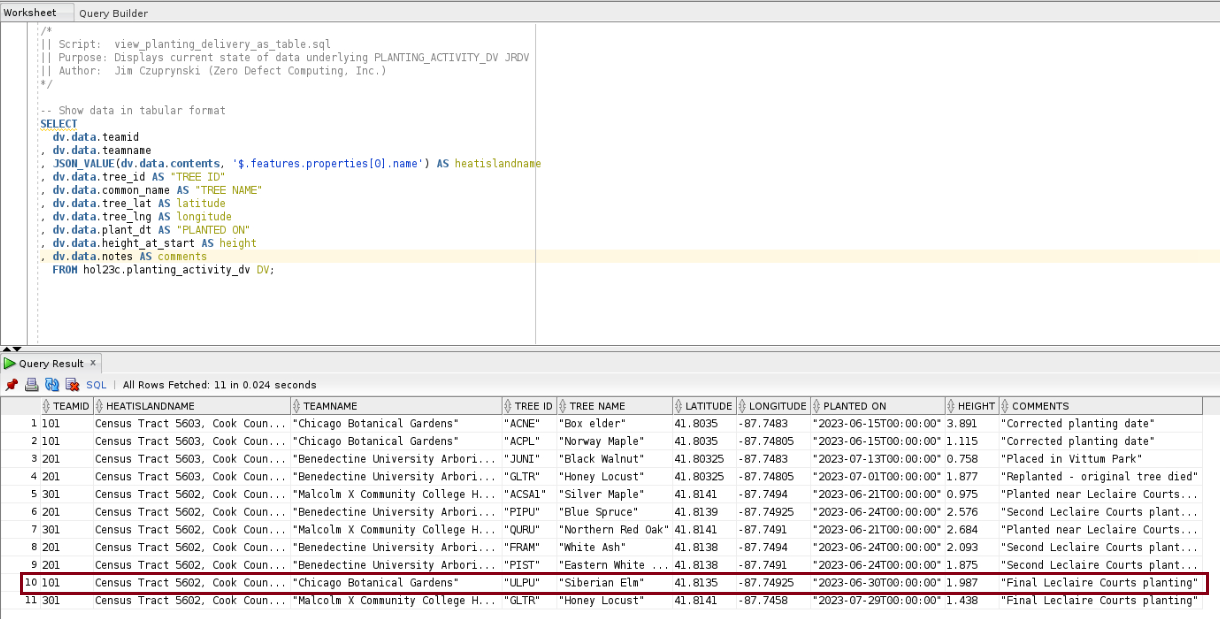 Worksheet Query Builder
/*
|| Script:  view_planting_delivery_as_table.sql
|| Purpose: Displays current state of data underlying PLANTING_ACTIVITY_DV JRDV
|| Author:  Jim Czuprynski (Zero Defect Computing, Inc.)
*/
-- Show data in tabular format
SELECT
dv.data.teamid
, dv.data.teamname
, JSON_VALUE(dv.data.contents, '$.features.properties[0].name') AS heatislandname
, dv.data.tree_id AS "TREE ID"
, dv.data.common_name AS "TREE NAME"
, dv.data.tree_lat AS latitude
, dv.data.tree_lng AS longitude
, dv.data.plant_dt AS "PLANTED ON"
, dv.data.height_at_start AS height
, dv.data.notes AS comments
FROM hol23c.planting_activity_dv DV;
Query Result ×
SQL | All Rows Fetched: 11 in 0.024 seconds
TEAMID HEATISLANDNAME TEAMNAME TREE ID TREE NAME LATITUDE LONGITUDE PLANTED ON HEIGHT COMMENTS
1 101 Census Tract 5603, Cook Coun... "Chicago Botanical Gardens" "ACNE" "Box elder" 41.8035 -87.7483 "2023-06-15T00:00:00" 3.891 "Corrected planting date"
2 101 Census Tract 5603, Cook Coun... "Chicago Botanical Gardens" "ACPL" "Norway Maple" 41.8035 -87.74805 "2023-06-15T00:00:00" 1.115 "Corrected planting date"
3 201 Census Tract 5603, Cook Coun... "Benedectine University Arbori... "JUNI" "Black Walnut" 41.80325 -87.7483 "2023-07-13T00:00:00" 0.758 "Placed in Vittum Park"
4 201 Census Tract 5603, Cook Coun... "Benedectine University Arbori... "GLTR" "Honey Locust" 41.80325 -87.74805 "2023-07-01T00:00:00" 1.877 "Replanted - original tree died"
5 301 Census Tract 5602, Cook Coun... "Malcolm X Community College H... "ACSA1" "Silver Maple" 41.8141 -87.7494 "2023-06-21T00:00:00" 0.975 "Planted near Leclaire Courts...
6 201 Census Tract 5602, Cook Coun... "Benedectine University Arbori... "PIPU" "Blue Spruce" 41.8139 -87.74925 "2023-06-24T00:00:00" 2.576 "Second Leclaire Courts plant...
7 301 Census Tract 5602, Cook Coun... "Malcolm X Community College H... "QURU" "Northern Red Oak" 41.8141 -87.7491 "2023-06-21T00:00:00" 2.684 "Planted near Leclaire Courts...
8 201 Census Tract 5602, Cook Coun... "Benedectine University Arbori... "FRAM" "White Ash" 41.8138 -87.7494 "2023-06-24T00:00:00" 2.093 "Second Leclaire Courts plant...
9 201 Census Tract 5602, Cook Coun... "Benedectine University Arbori... "PIST" "Eastern White ... 41.8138 -87.7491 "2023-06-24T00:00:00" 1.875 "Second Leclaire Courts plant...
10 101 Census Tract 5602, Cook Coun... "Chicago Botanical Gardens" "ULPU" "Siberian Elm" 41.8135 -87.74925 "2023-06-30T00:00:00" 1.987 "Final Leclaire Courts planting"
11 301 Census Tract 5602, Cook Coun... "Malcolm X Community College H... "GLTR" "Honey Locust" 41.8141 -87.7458 "2023-07-29T00:00:00" 1.438 "Final Leclaire Courts planting"